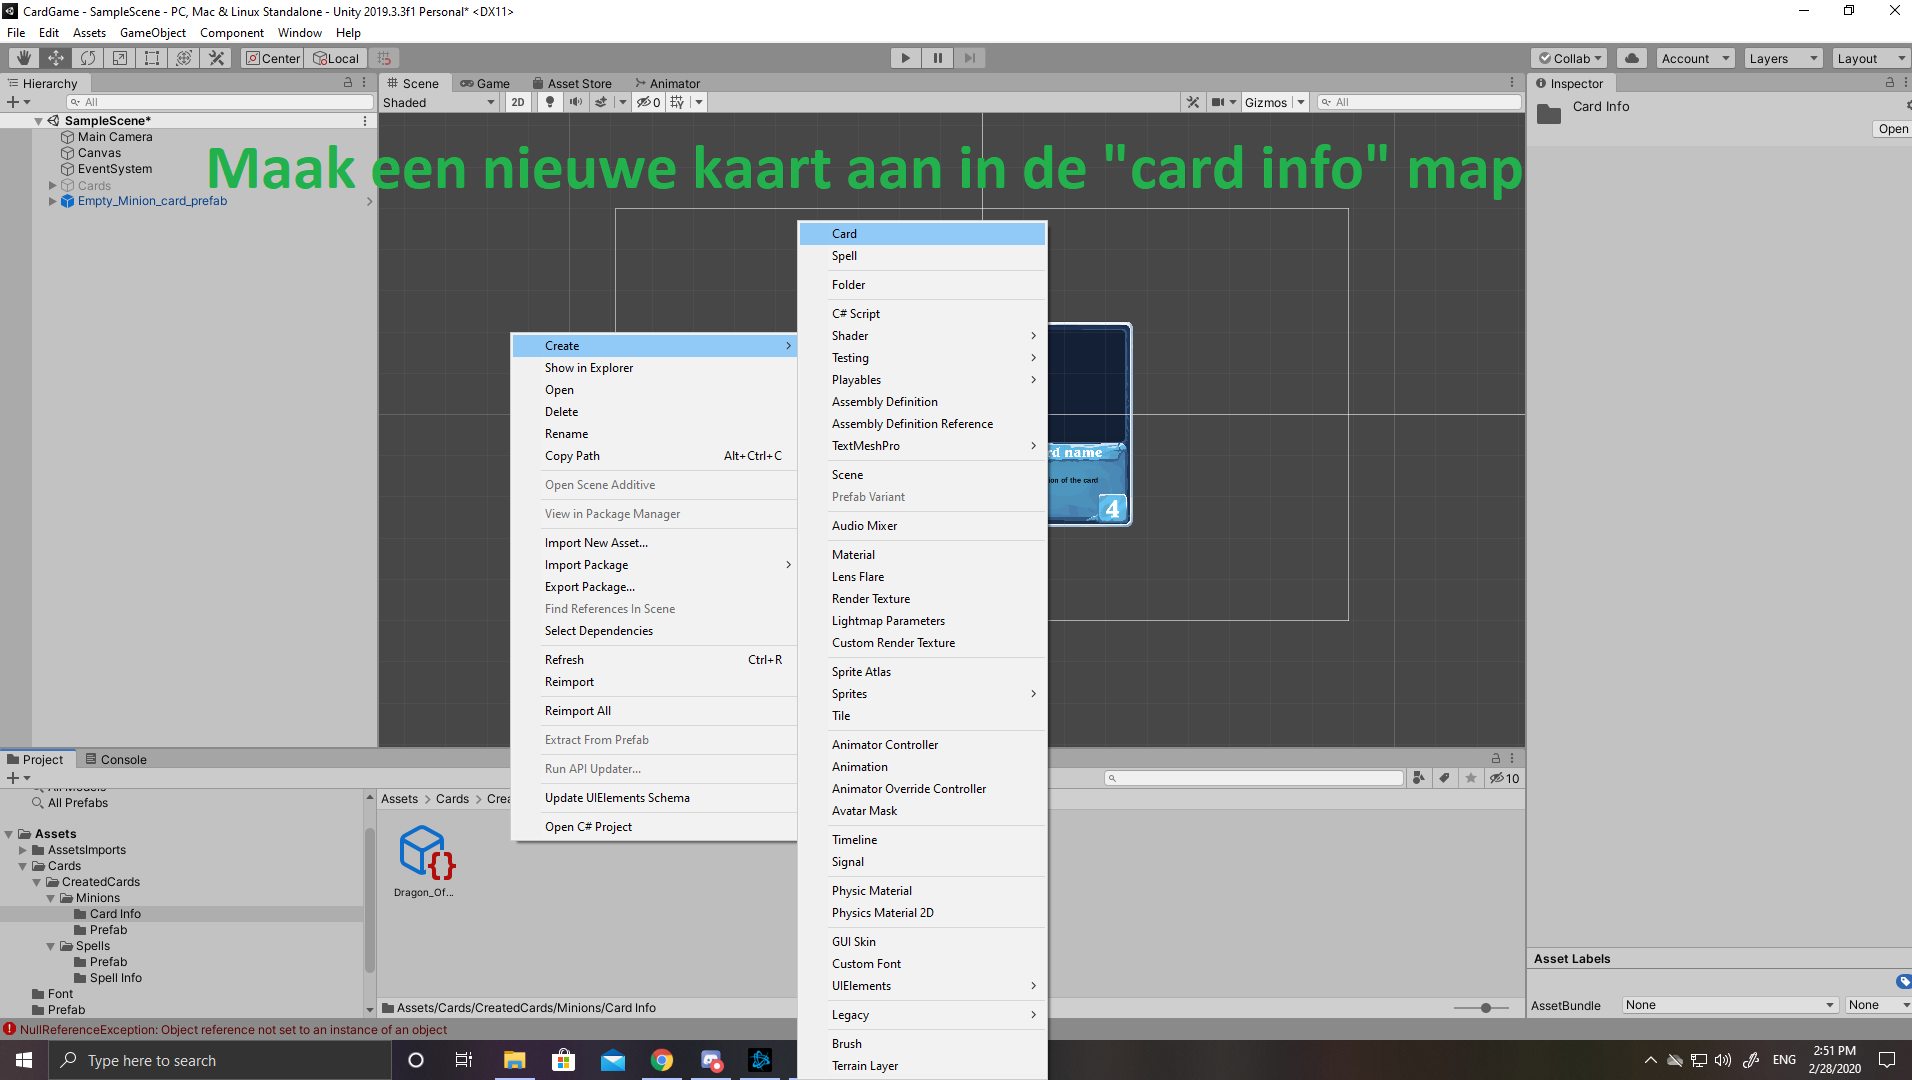 CardGame - SampleScene - PC, Mac & Linux Standalone - Unity 2019.3.3f1 Personal* <DX11>
File Edit Assets GameObject Component Window Help
Center Local Collab Account Layers Layout
Hierarchy
All
SampleScene*
Main Camera
Canvas
EventSystem
Cards
Empty_Minion_card_prefab
Scene Game Asset Store Animator
Shaded 2D 0 Gizmos All
Maak een nieuwe kaart aan in de "card info" map
rd name
ion of the card
4
Inspector
Card Info
Open
Create
Show in Explorer
Open
Delete
Rename
Copy Path Alt+Ctrl+C
Open Scene Additive
View in Package Manager
Import New Asset...
Import Package
Export Package...
Find References In Scene
Select Dependencies
Refresh Ctrl+R
Reimport
Reimport All
Extract From Prefab
Run API Updater...
Update UIElements Schema
Open C# Project
Card
Spell
Folder
C# Script
Shader
Testing
Playables
Assembly Definition
Assembly Definition Reference
TextMeshPro
Scene
Prefab Variant
Audio Mixer
Material
Lens Flare
Render Texture
Lightmap Parameters
Custom Render Texture
Sprite Atlas
Sprites
Tile
Animator Controller
Animation
Animator Override Controller
Avatar Mask
Timeline
Signal
Physic Material
Physics Material 2D
GUI Skin
Custom Font
UIElements
Legacy
Brush
Terrain Layer
Project Console
10
All Models
All Prefabs
Assets
AssetsImports
Cards
CreatedCards
Minions
Card Info
Prefab
Spells
Prefab
Spell Info
Font
Prefab
Assets > Cards > Crea
Dragon_Of...
Assets/Cards/CreatedCards/Minions/Card Info
Asset Labels
AssetBundle None None
NullReferenceException: Object reference not set to an instance of an object
Type here to search
ENG
2:51 PM
2/28/2020